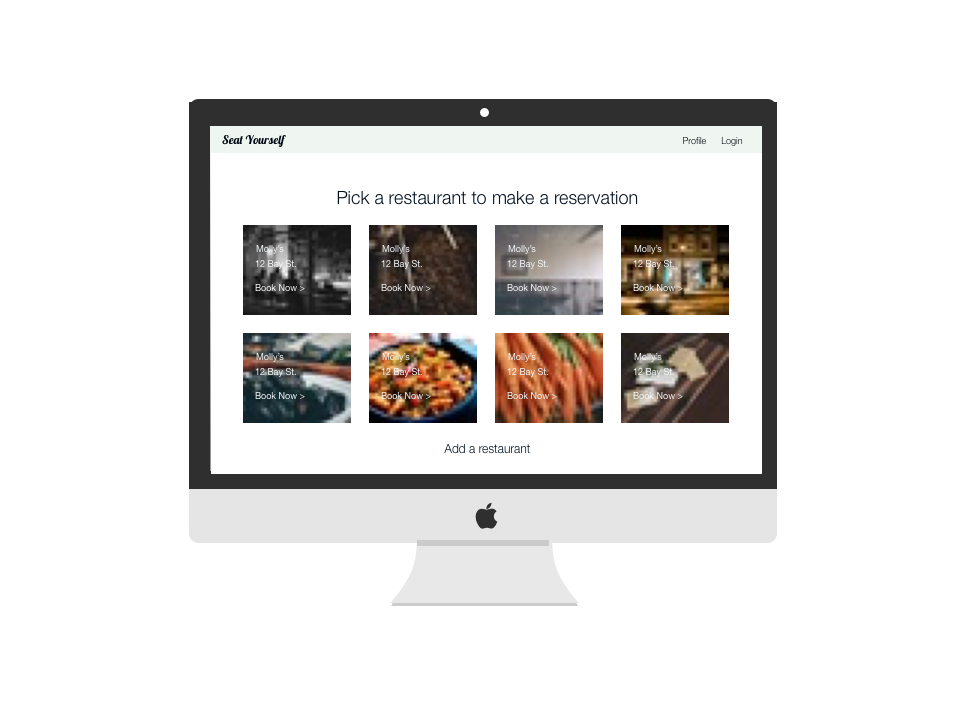 Seat Yourself
Profile Login
Pick a restaurant to make a reservation
Molly's
12 Bay St.
Book Now >
Molly's
12 Bay St.
Book Now >
Molly's
12 Bay St.
Book Now >
Molly's
12 Bay St.
Book Now >
Molly's
12 Bay St.
Book Now >
Molly's
12 Bay St.
Book Now >
Molly's
12 Bay St.
Book Now >
Molly's
12 Bay St.
Book Now >
Add a restaurant